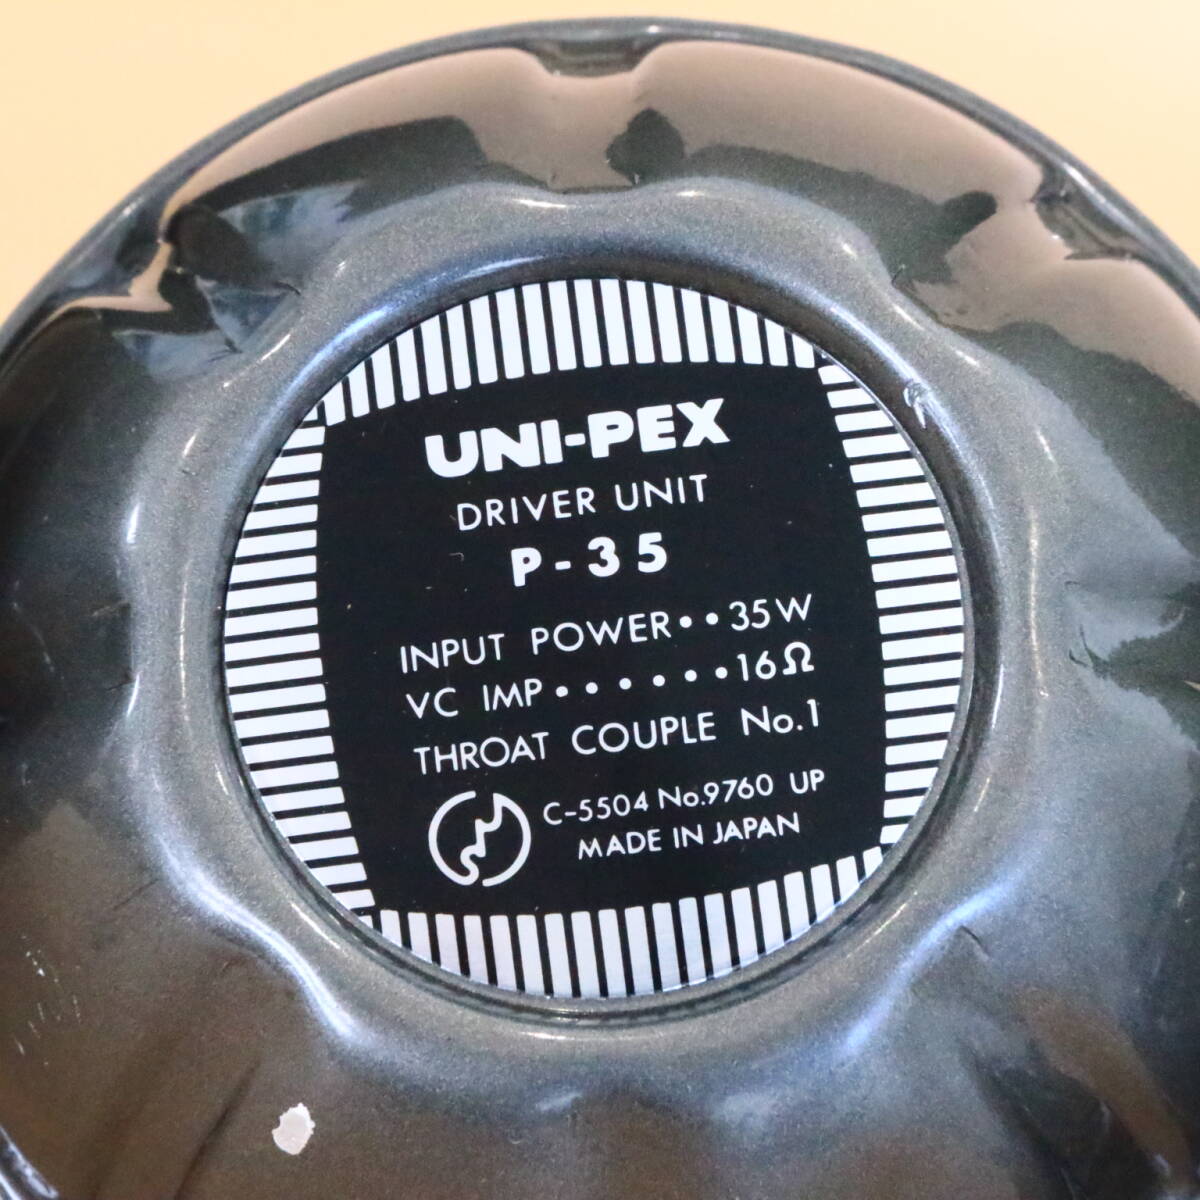 UNI-PEX
DRIVER UNIT
P-35
INPUT POWER••35W
VC IMP••••••16Ω
THROAT COUPLE No.1
C-5504 No.9760 UP
MADE IN JAPAN